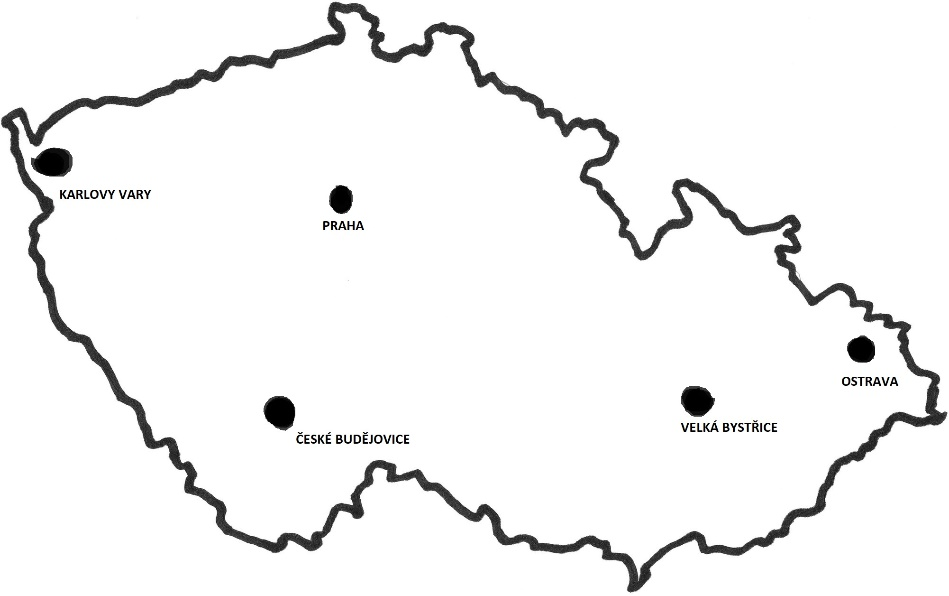 KARLOVY VARY
PRAHA
OSTRAVA
VELKÁ BYSTŘICE
ČESKÉ BUDĚJOVICE